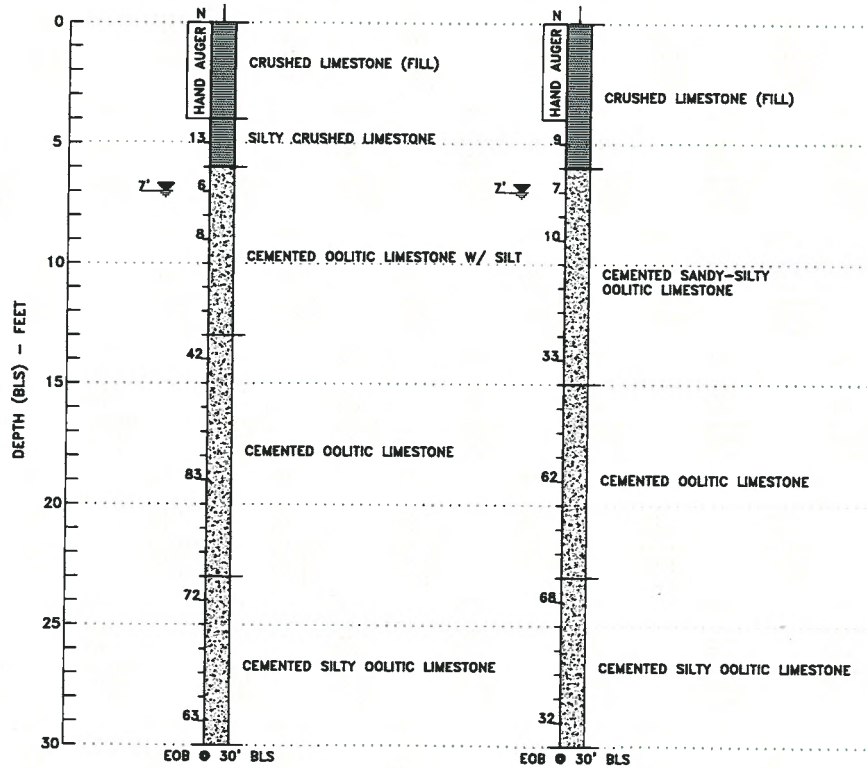 DEPTH (BLS) – FEET
0
5
10
15
20
25
30
N
HAND AUGER
CRUSHED LIMESTONE (FILL)
13
SILTY CRUSHED LIMESTONE
7'
6
8
CEMENTED OOLITIC LIMESTONE W/ SILT
42
CEMENTED OOLITIC LIMESTONE
83
72
CEMENTED SILTY OOLITIC LIMESTONE
63
EOB @ 30' BLS
N
HAND AUGER
CRUSHED LIMESTONE (FILL)
9
7'
7
10
CEMENTED SANDY–SILTY
OOLITIC LIMESTONE
33
CEMENTED OOLITIC LIMESTONE
62
68
CEMENTED SILTY OOLITIC LIMESTONE
32
EOB @ 30' BLS